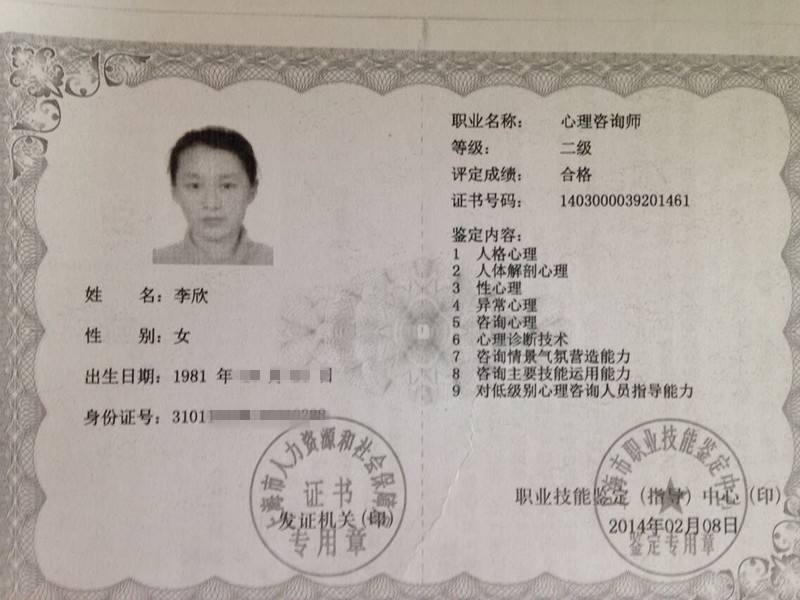 姓 名：李欣
性 别：女
出生日期：1981 年 月 日
身份证号：3101
上海市人力资源和社会保障
证书
发证机关(印)
专用章
职业名称： 心理咨询师
等级： 二级
评定成绩： 合格
证书号码： 1403000039201461
鉴定内容：
1 人格心理
2 人体解剖心理
3 性心理
4 异常心理
5 咨询心理
6 心理诊断技术
7 咨询情景气氛营造能力
8 咨询主要技能运用能力
9 对低级别心理咨询人员指导能力
上海市职业技能鉴定中心
职业技能鉴定（指导）中心（印）
2014年02月08日
鉴定专用章